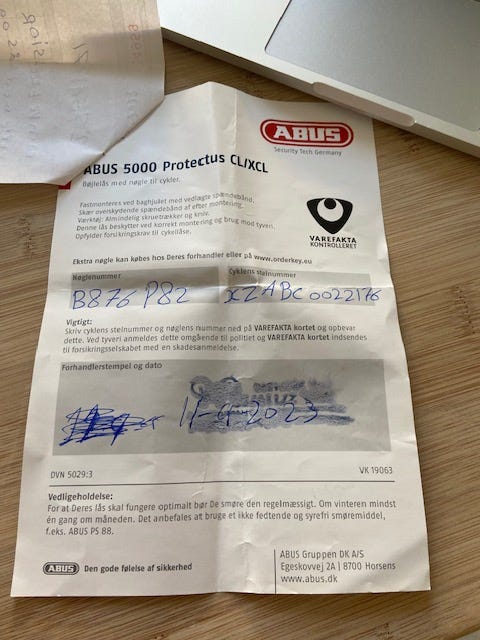 ABUS
Security Tech Germany
ABUS 5000 Protectus CL/XCL
Bøjlelås med nøgle til cykler.
Fastmonteres ved baghjulet med vedlagte spændebånd.
Skær overskydende spændebånd af efter montering.
Værktøj: Almindelig skruetrækker og kniv.
Denne lås beskytter ved korrekt montering og brug mod tyveri.
Opfylder forsikringskrav til cykellåse.
VAREFAKTA
KONTROLLERET
Ekstra nøgle kan købes hos Deres forhandler eller på www.orderkey.eu
Nøglenummer
Cyklens stelnummer
B876 P82
XZABC0022176
Vigtigt:
Skriv cyklens stelnummer og nøglens nummer ned på VAREFAKTA kortet og opbevar
dette. Ved tyveri anmeldes dette omgående til politiet og VAREFAKTA kortet indsendes
til forsikringsselskabet med en skadesanmeldelse.
Forhandlerstempel og dato
2023
DVN 5029:3
VK 19063
Vedligeholdelse:
For at Deres lås skal fungere optimalt bør De smøre den regelmæssigt. Om vinteren mindst
én gang om måneden. Det anbefales at bruge et ikke fedtende og syrefri smøremiddel,
f.eks. ABUS PS 88.
ABUS
Den gode følelse af sikkerhed
ABUS Gruppen DK A/S
Egeskovvej 2A | 8700 Horsens
www.abus.dk